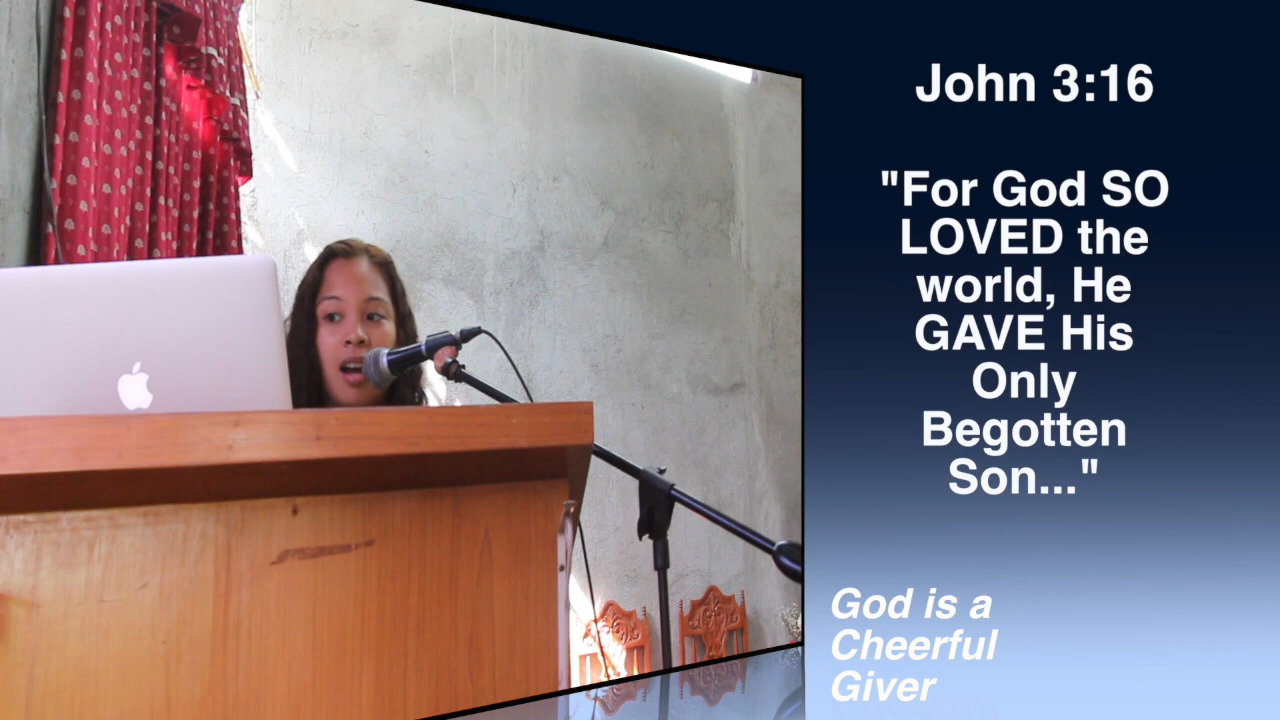 John 3:16
"For God SO
LOVED the
world, He
GAVE His
Only
Begotten
Son..."
God is a
Cheerful
Giver